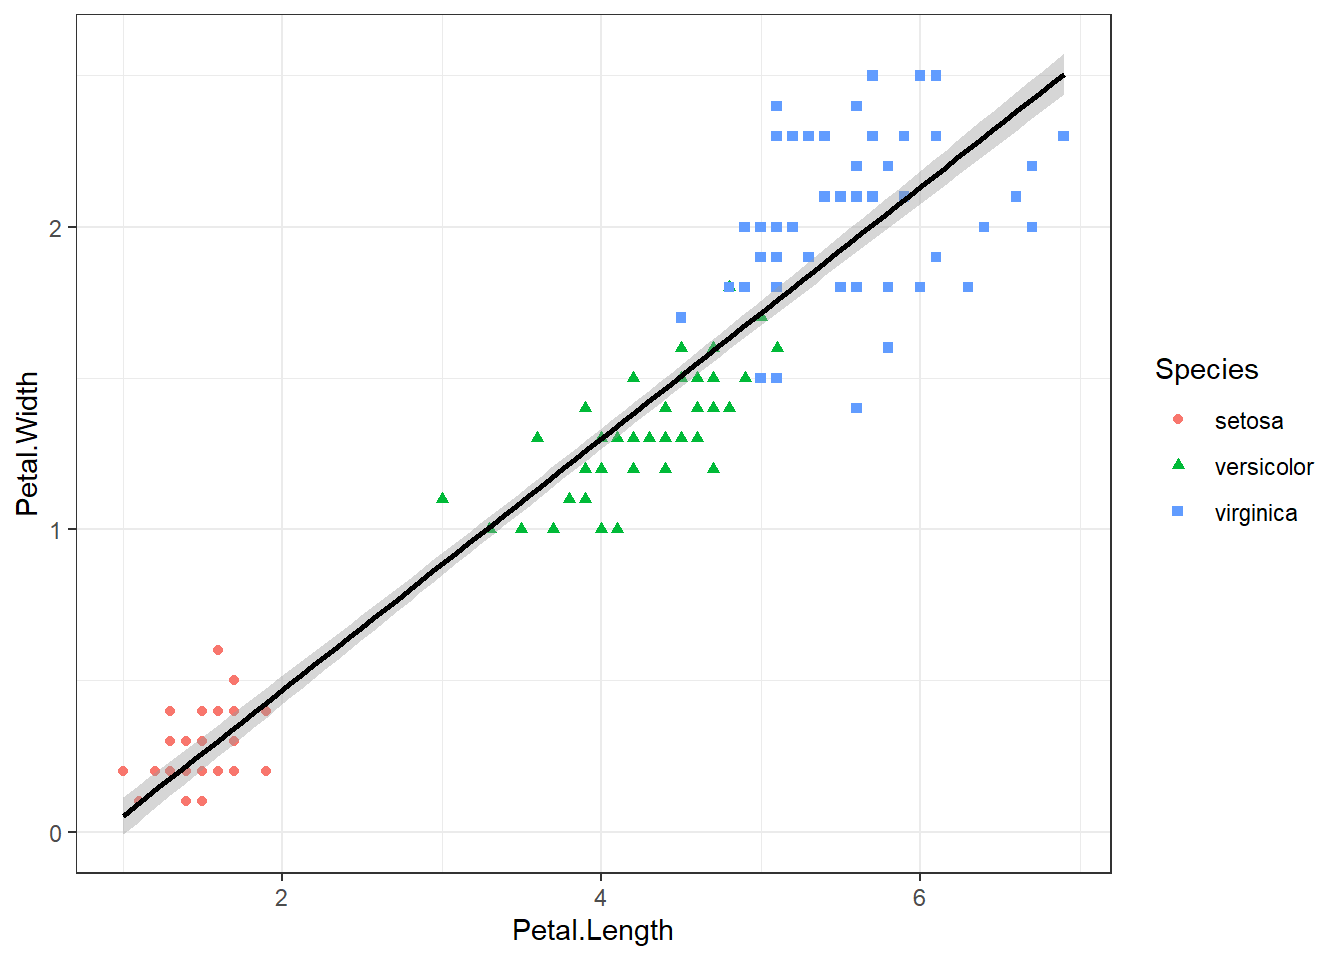 2
1
0
Petal.Width
2
4
6
Petal.Length
Species
setosa
versicolor
virginica